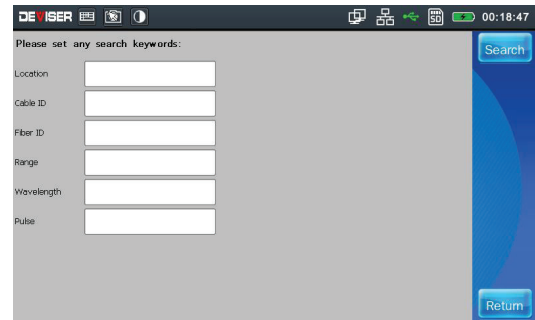 DEVISER SD 00:18:47
Please set any search keywords:
Search
Location
Cable ID
Fiber ID
Range
Wavelength
Pulse
Return